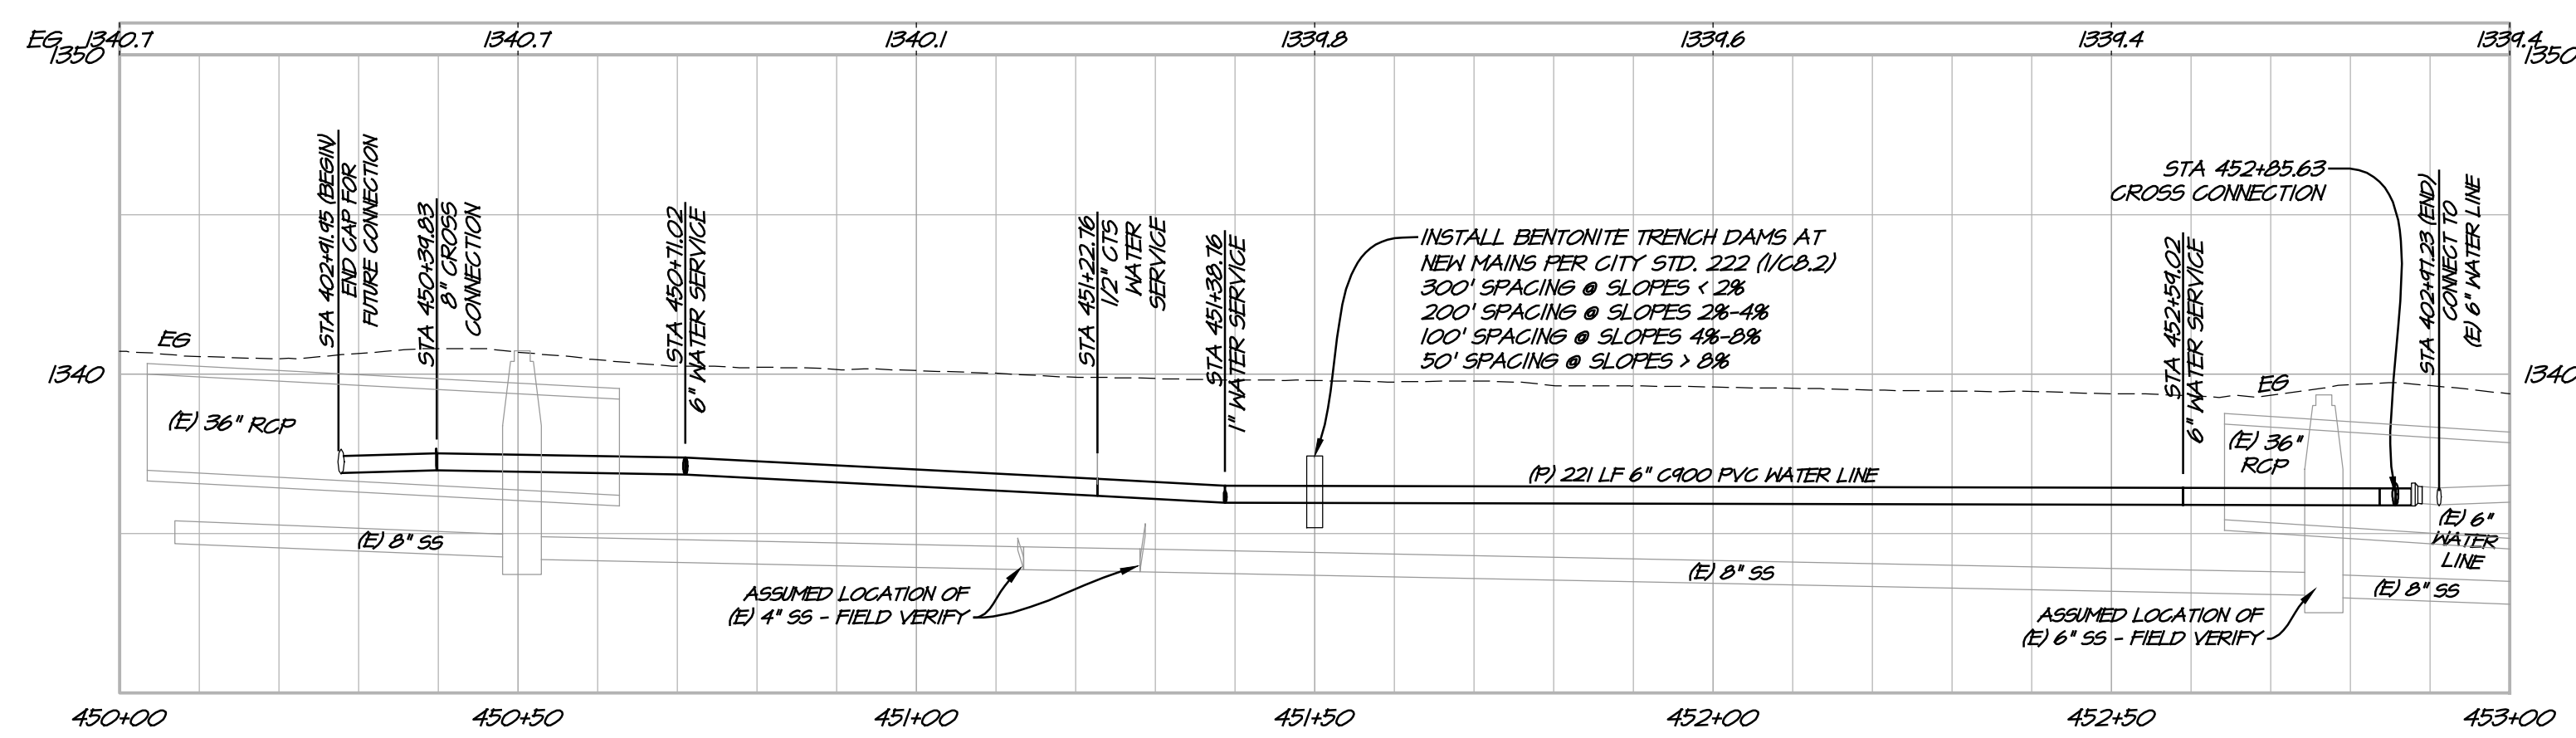 EG 1340.7 1340.7 1340.1 1339.8 1339.6 1339.4 1339.4
1350 1350
STA 402+91.95 (BEGIN)
END CAP FOR
FUTURE CONNECTION
STA 450+39.83
8" CROSS
CONNECTION
STA 450+71.02
6" WATER SERVICE
STA 451+22.76
1/2" CTS
WATER
SERVICE
STA 451+38.76
1" WATER SERVICE
INSTALL BENTONITE TRENCH DAMS AT
NEW MAINS PER CITY STD. 222 (1/C8.2)
300' SPACING @ SLOPES < 2%
200' SPACING @ SLOPES 2%-4%
100' SPACING @ SLOPES 4%-8%
50' SPACING @ SLOPES > 8%
STA 452+85.63
CROSS CONNECTION
STA 452+59.02
6" WATER SERVICE
STA 402+97.23 (END)
CONNECT TO
(E) 6" WATER LINE
EG
EG
1340 1340
(E) 36" RCP
(E) 36"
RCP
(P) 221 LF 6" C900 PVC WATER LINE
(E) 6"
WATER
LINE
(E) 8" SS
(E) 8" SS
(E) 8" SS
ASSUMED LOCATION OF
(E) 4" SS - FIELD VERIFY
ASSUMED LOCATION OF
(E) 6" SS - FIELD VERIFY
450+00 450+50 451+00 451+50 452+00 452+50 453+00